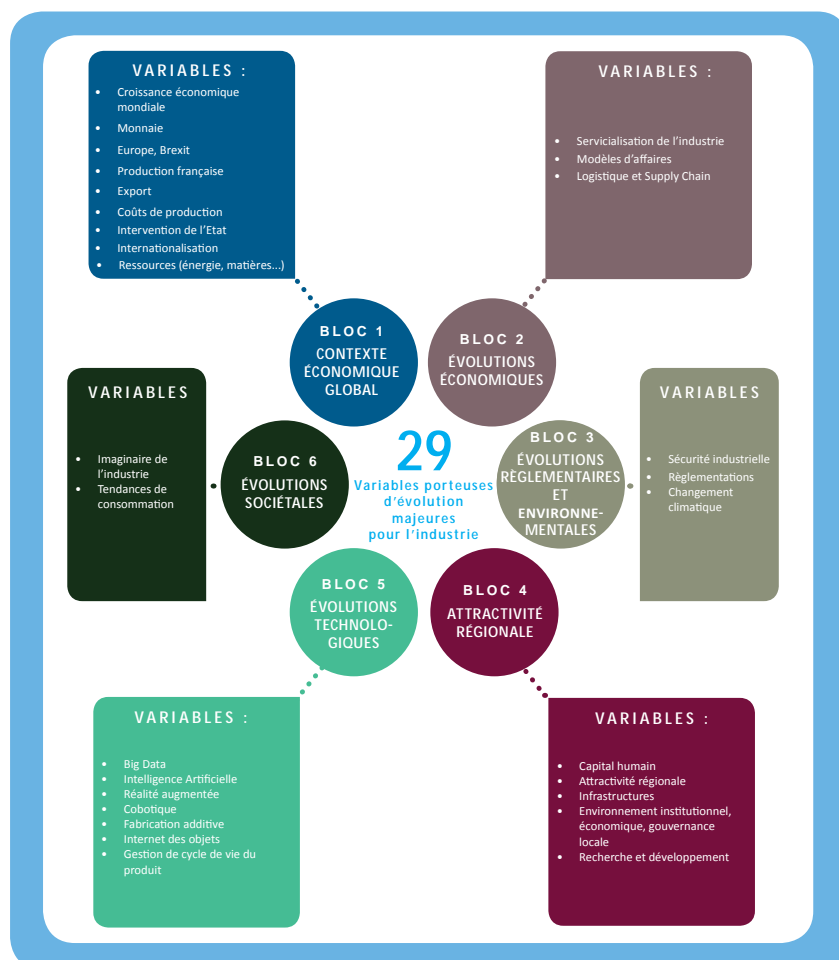 VARIABLES :
• Croissance économique
mondiale
• Monnaie
• Europe, Brexit
• Production française
• Export
• Coûts de production
• Intervention de l'Etat
• Internationalisation
• Ressources (énergie, matières...)
VARIABLES :
• Servicialisation de l'industrie
• Modèles d'affaires
• Logistique et Supply Chain
BLOC 1
CONTEXTE
ÉCONOMIQUE
GLOBAL
BLOC 2
ÉVOLUTIONS
ÉCONOMIQUES
VARIABLES
• Imaginaire de
l'industrie
• Tendances de
consommation
BLOC 6
ÉVOLUTIONS
SOCIÉTALES
29
Variables porteuses
d'évolution
majeures
pour l'industrie
BLOC 3
ÉVOLUTIONS
RÈGLEMENTAIRES
ET
ENVIRONNE-
MENTALES
VARIABLES
• Sécurité industrielle
• Règlementations
• Changement
climatique
BLOC 5
ÉVOLUTIONS
TECHNOLO-
GIQUES
BLOC 4
ATTRACTIVITÉ
RÉGIONALE
VARIABLES :
• Big Data
• Intelligence Artificielle
• Réalité augmentée
• Cobotique
• Fabrication additive
• Internet des objets
• Gestion de cycle de vie du
produit
VARIABLES :
• Capital humain
• Attractivité régionale
• Infrastructures
• Environnement institutionnel,
économique, gouvernance
locale
• Recherche et développement